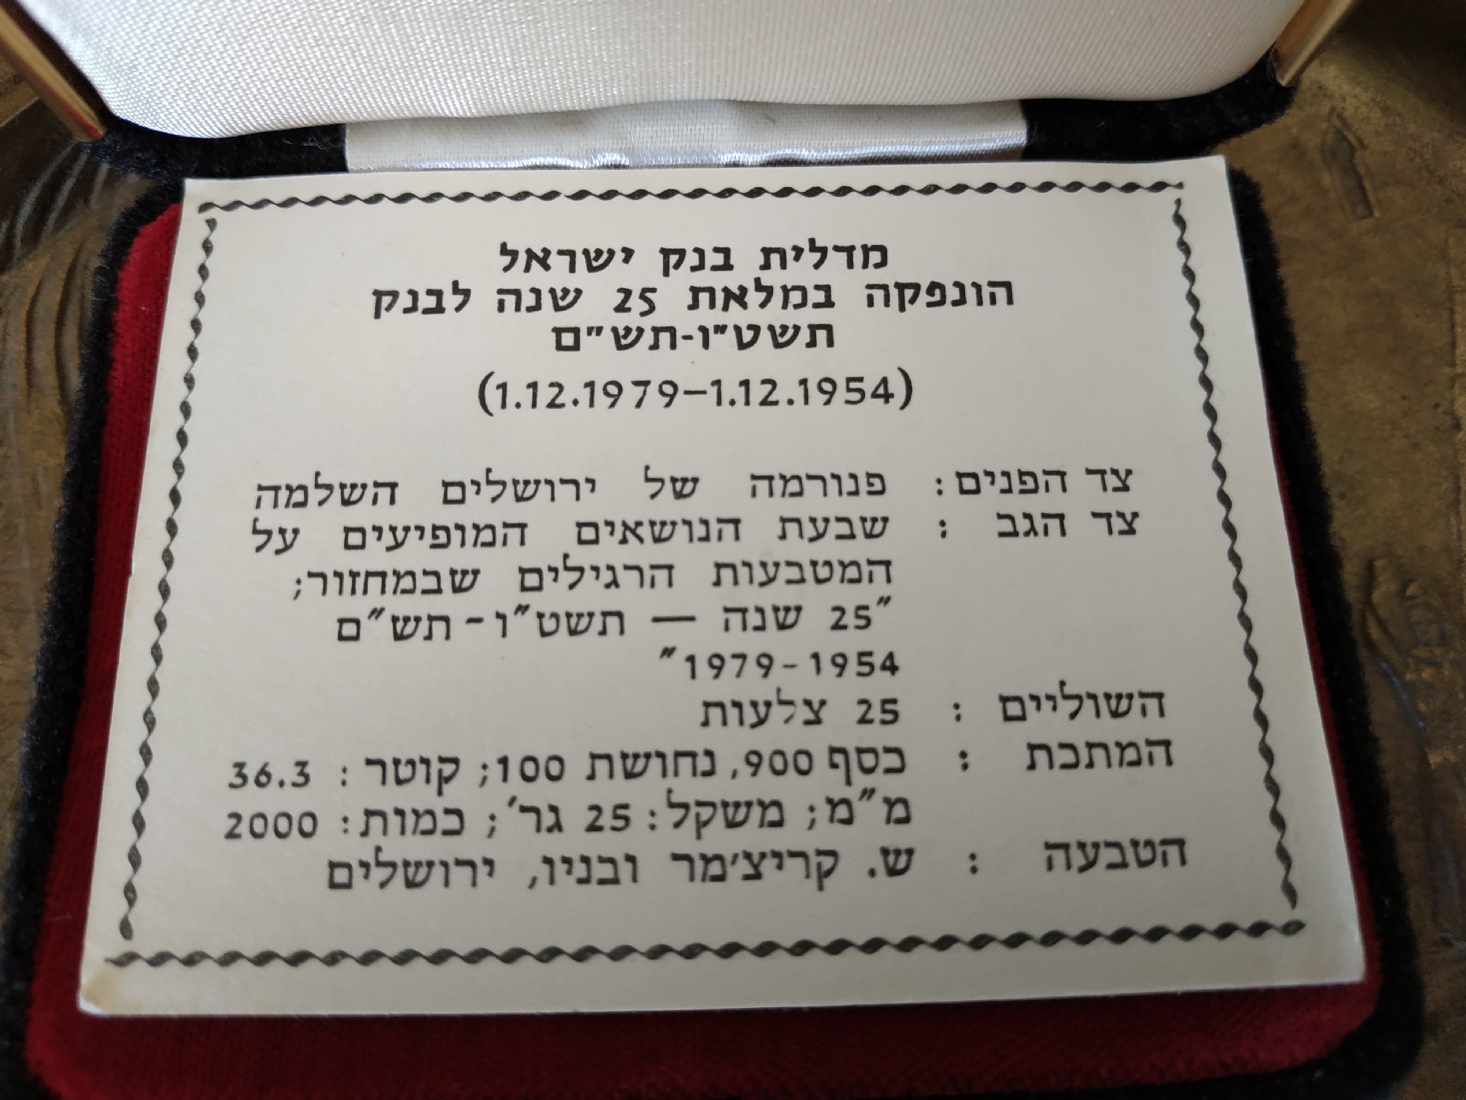 מדלית בנק ישראל
הונפקה במלאת 25 שנה לבנק
תשט"ו-תש"ם
(1.12.1979–1.12.1954)
צד הפנים: פנורמה של ירושלים השלמה
צד הגב : שבעת הנושאים המופיעים על
המטבעות הרגילים שבמחזור;
"25 שנה — תשט"ו - תש"ם
1979-1954"
השוליים : 25 צלעות
המתכת : כסף 900, נחושת 100; קוטר : 36.3
מ"מ; משקל: 25 גר'; כמות: 2000
הטבעה : ש. קריצ'מר ובניו, ירושלים